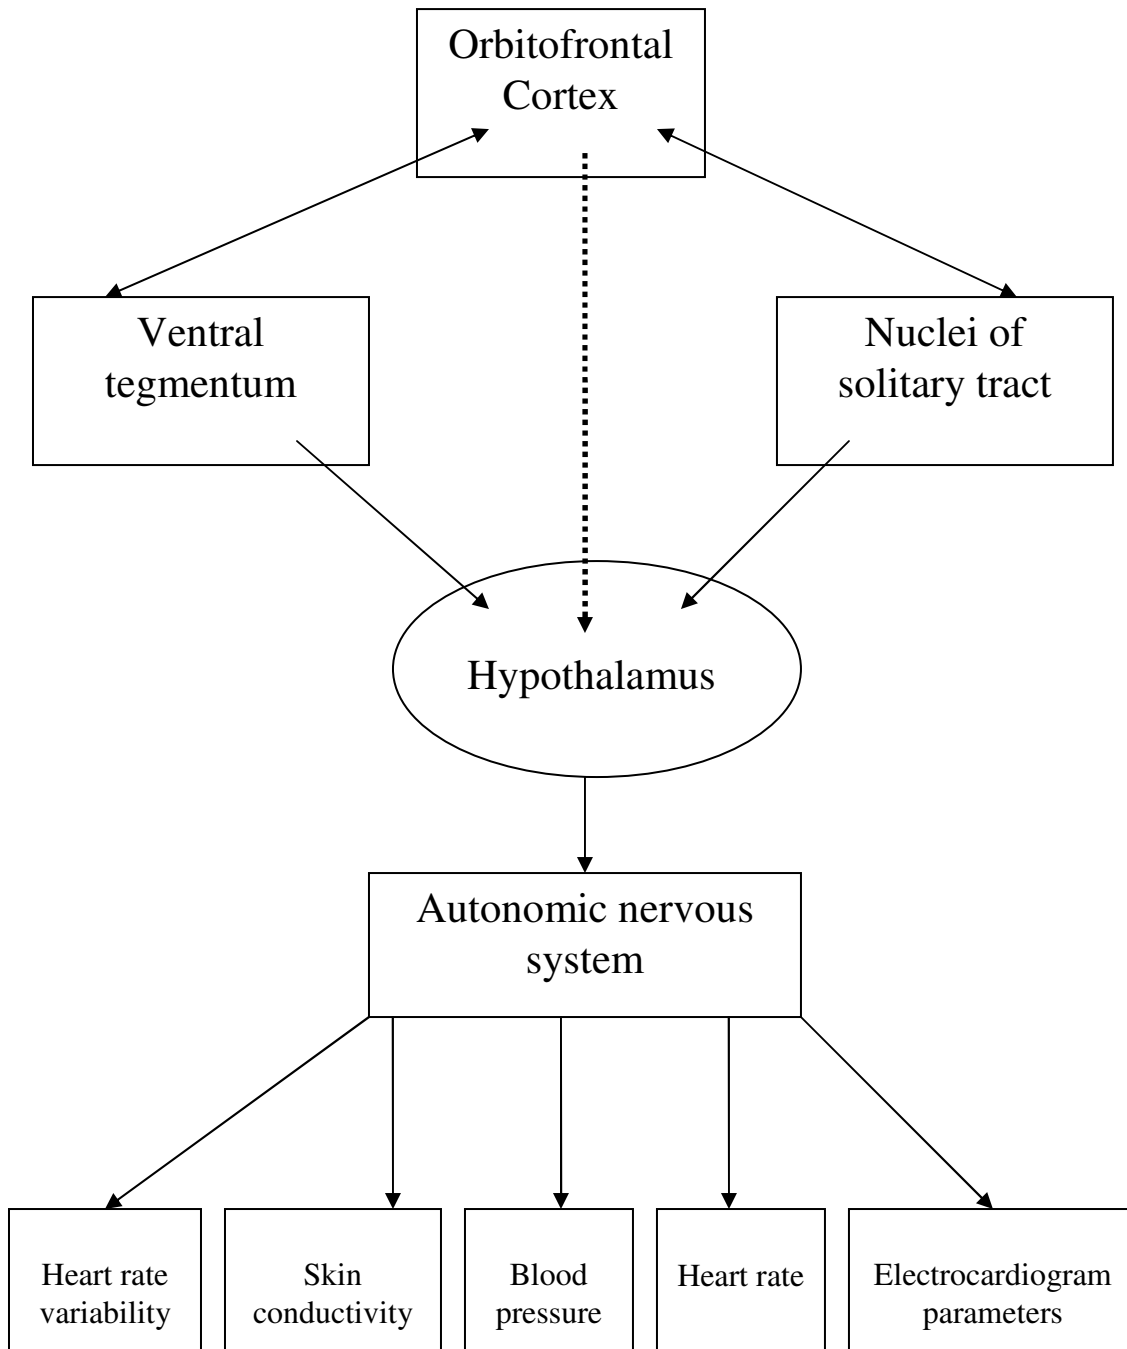 Orbitofrontal
Cortex
Ventral
tegmentum
Nuclei of
solitary tract
Hypothalamus
Autonomic nervous
system
Heart rate
variability
Skin
conductivity
Blood
pressure
Heart rate
Electrocardiogram
parameters